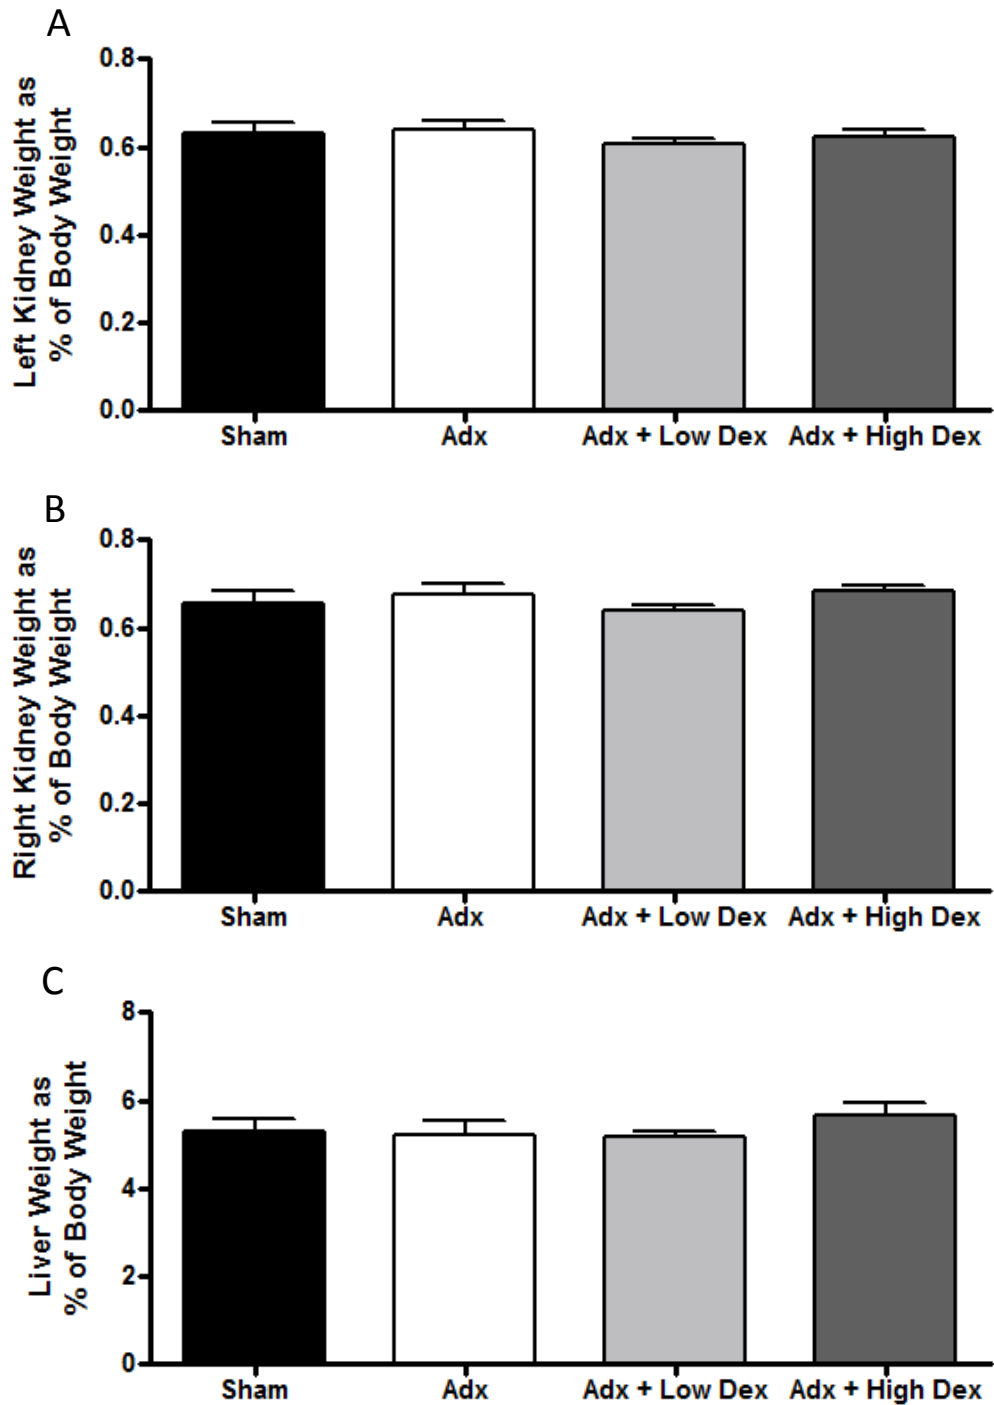 A
Left Kidney Weight as
% of Body Weight
0.8
0.6
0.4
0.2
0.0
Sham Adx Adx + Low Dex Adx + High Dex
B
Right Kidney Weight as
% of Body Weight
0.8
0.6
0.4
0.2
0.0
Sham Adx Adx + Low Dex Adx + High Dex
C
Liver Weight as
% of Body Weight
8
6
4
2
0
Sham Adx Adx + Low Dex Adx + High Dex